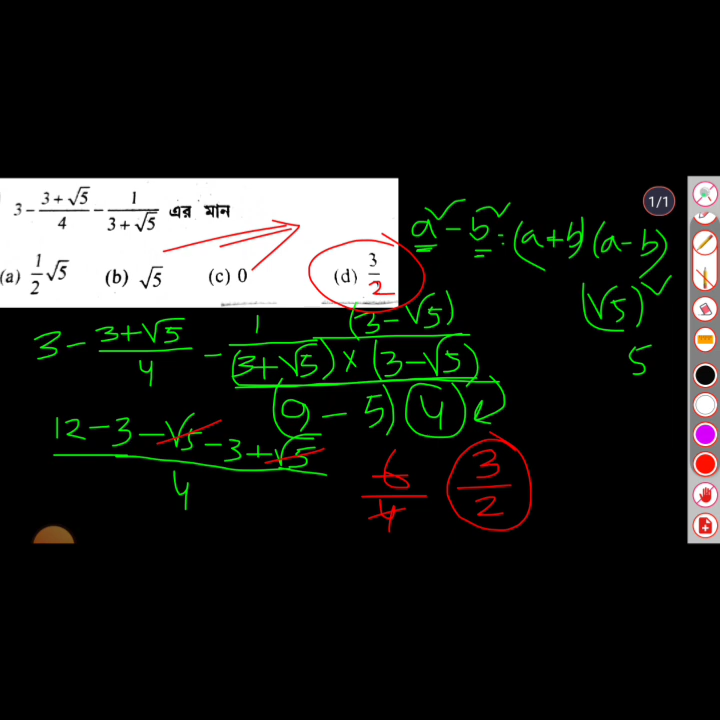 1/1
3 - (3 + √5)/4 - 1/(3 + √5) এর মান
(a) 1/2 √5 (b) √5 (c) 0 (d) 3/2
a² - b² = (a + b) (a - b)
(√5)²
5
3 - (3+√5)/4 - 1 (3-√5) / (3+√5) × (3-√5)
(9 - 5) 4
(12 - 3 - √5 - 3 + √5)/4
6/4 3/2